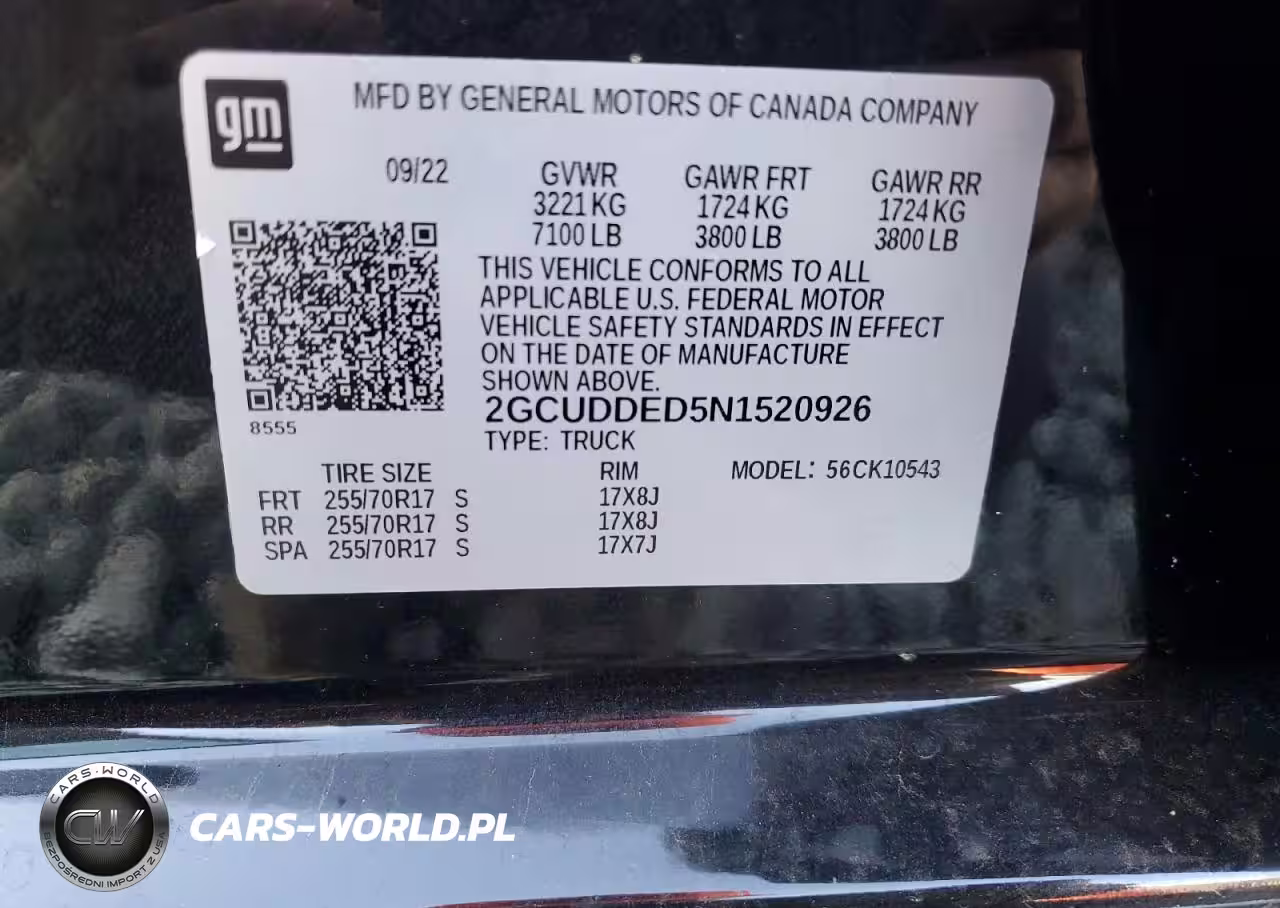 gm
MFD BY GENERAL MOTORS OF CANADA COMPANY
09/22 GVWR GAWR FRT GAWR RR
3221 KG 1724 KG 1724 KG
7100 LB 3800 LB 3800 LB
THIS VEHICLE CONFORMS TO ALL
APPLICABLE U.S. FEDERAL MOTOR
VEHICLE SAFETY STANDARDS IN EFFECT
ON THE DATE OF MANUFACTURE
SHOWN ABOVE.
2GCUDDED5N1520926
8555
TYPE: TRUCK
TIRE SIZE RIM MODEL: 56CK10543
FRT 255/70R17 S 17X8J
RR 255/70R17 S 17X8J
SPA 255/70R17 S 17X7J
CARS-WORLD
CW
BEZPOŚREDNI IMPORT Z USA
CARS-WORLD.PL